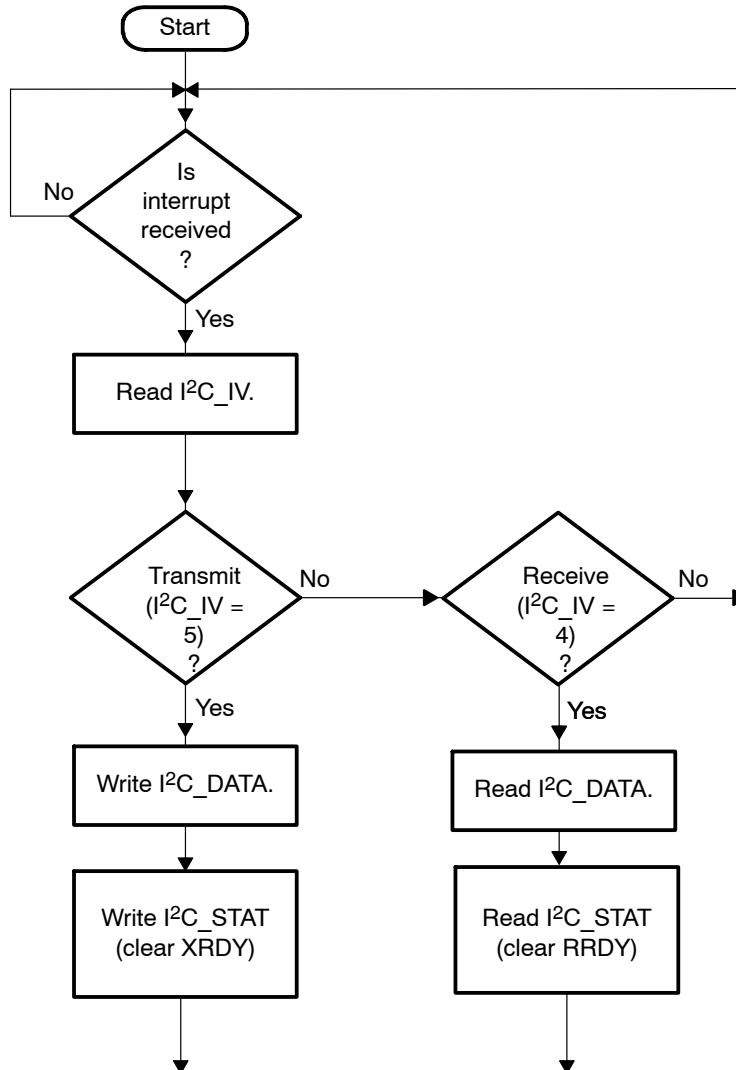 Start
Is
interrupt
received
?
No
Yes
Read I²C_IV.
Transmit
(I²C_IV =
5)
?
No
Receive
(I²C_IV =
4)
?
No
Yes
Yes
Write I²C_DATA.
Read I²C_DATA.
Write I²C_STAT
(clear XRDY)
Read I²C_STAT
(clear RRDY)